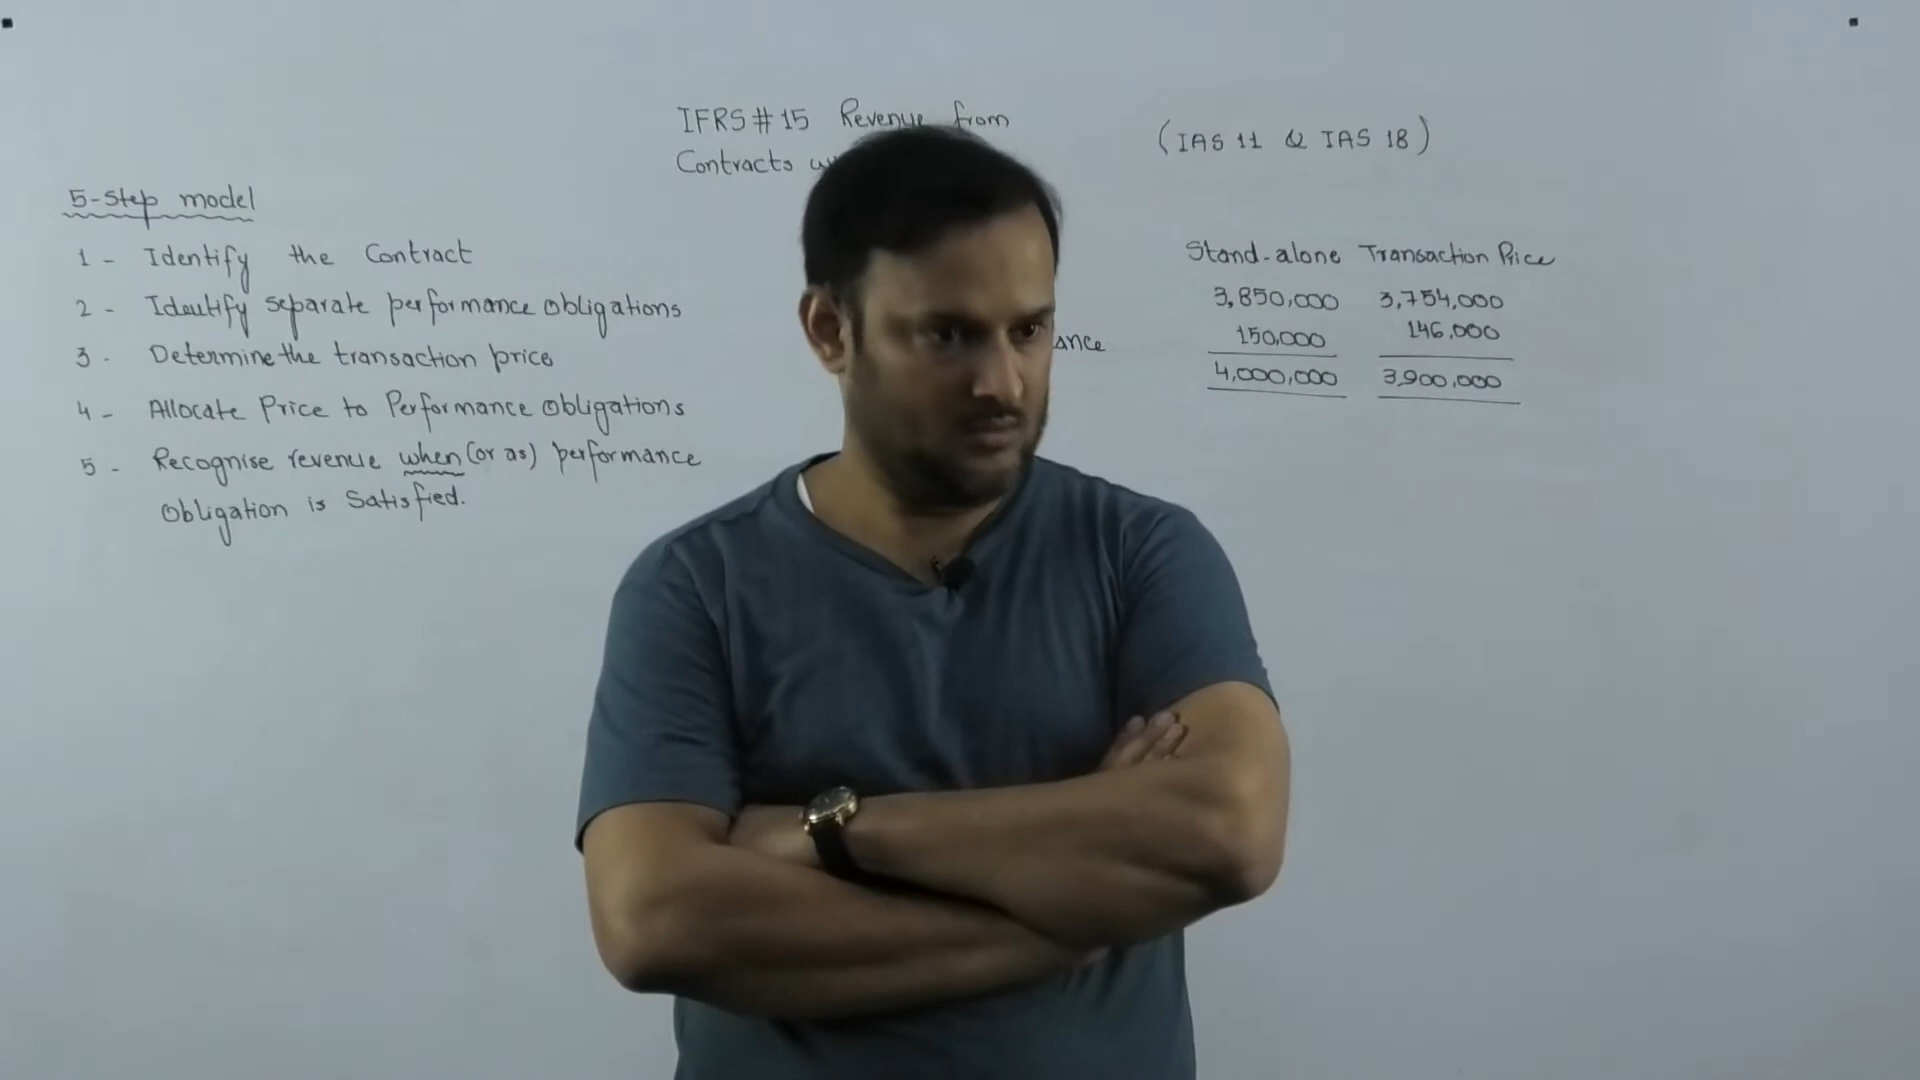 IFRS # 15 Revenue from
Contracts
(IAS 11 & IAS 18)
5-Step model
1 - Identify the Contract
2 - Identify separate performance obligations
3 - Determine the transaction price
4 - Allocate Price to Performance Obligations
5 - Recognise revenue when (or as) performance
Obligation is Satisfied.
Stand-alone Transaction Price
3,850,000 3,754,000
150,000 146,000
4,000,000 3,900,000